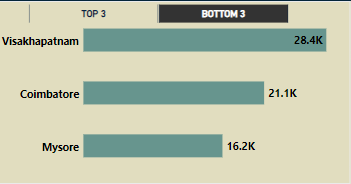 TOP 3 BOTTOM 3
Visakhapatnam 28.4K
Coimbatore 21.1K
Mysore 16.2K